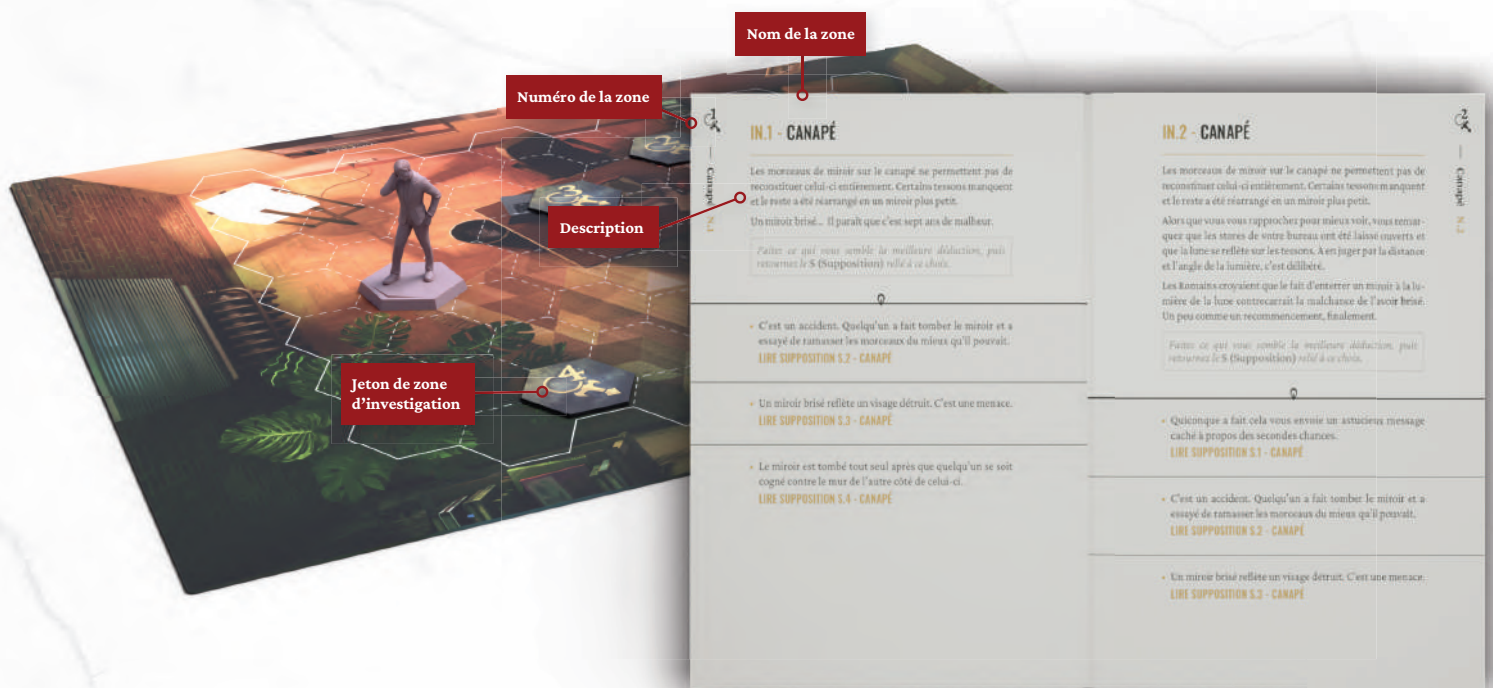 Nom de la zone
Numéro de la zone
Description
Jeton de zone
d'investigation
2
3
4
1
— Canapé N.1
IN.1 - CANAPÉ
Les morceaux de miroir sur le canapé ne permettent pas de
reconstituer celui-ci entièrement. Certains tessons manquent
et le reste a été réarrangé en un miroir plus petit.
Un miroir brisé... Il paraît que c'est sept ans de malheur.
Faites ce qui vous semble la meilleure déduction, puis
retournez le S (Supposition) relié à ce choix.
• C'est un accident. Quelqu'un a fait tomber le miroir et a
essayé de ramasser les morceaux du mieux qu'il pouvait.
LIRE SUPPOSITION S.2 - CANAPÉ
• Un miroir brisé reflète un visage détruit. C'est une menace.
LIRE SUPPOSITION S.3 - CANAPÉ
• Le miroir est tombé tout seul après que quelqu'un se soit
cogné contre le mur de l'autre côté de celui-ci.
LIRE SUPPOSITION S.4 - CANAPÉ
IN.2 - CANAPÉ
Les morceaux de miroir sur le canapé ne permettent pas de
reconstituer celui-ci entièrement. Certains tessons manquent
et le reste a été réarrangé en un miroir plus petit.
Alors que vous vous rapprochez pour mieux voir, vous remar-
quez que les stores de votre bureau ont été laissé ouverts et
que la lune se reflète sur les tessons. A en juger par la distance
et l'angle de la lumière, c'est délibéré.
Les Romains croyaient que le fait d'enterrer un miroir à la lu-
mière de la lune contrecarrait la malchance de l'avoir brisé.
Un peu comme un recommencement, finalement.
Faites ce qui vous semble la meilleure déduction, puis
retournez le S (Supposition) relié à ce choix.
• Quiconque a fait cela vous envoie un astucieux message
caché à propos des secondes chances.
LIRE SUPPOSITION S.1 - CANAPÉ
• C'est un accident. Quelqu'un a fait tomber le miroir et a
essayé de ramasser les morceaux du mieux qu'il pouvait.
LIRE SUPPOSITION S.2 - CANAPÉ
• Un miroir brisé reflète un visage détruit. C'est une menace.
LIRE SUPPOSITION S.3 - CANAPÉ
2
— Canapé N.2